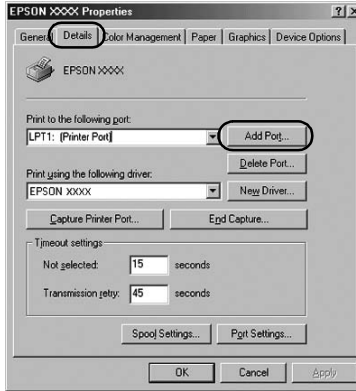 EPSON XXXX Properties ? X
General Details Color Management Paper Graphics Device Options
EPSON XXXX
Print to the following port:
LPT1: (Printer Port) Add Port...
Delete Port...
Print using the following driver:
EPSON XXXX New Driver...
Capture Printer Port... End Capture...
Timeout settings
Not selected: 15 seconds
Transmission retry: 45 seconds
Spool Settings... Port Settings...
OK Cancel Apply